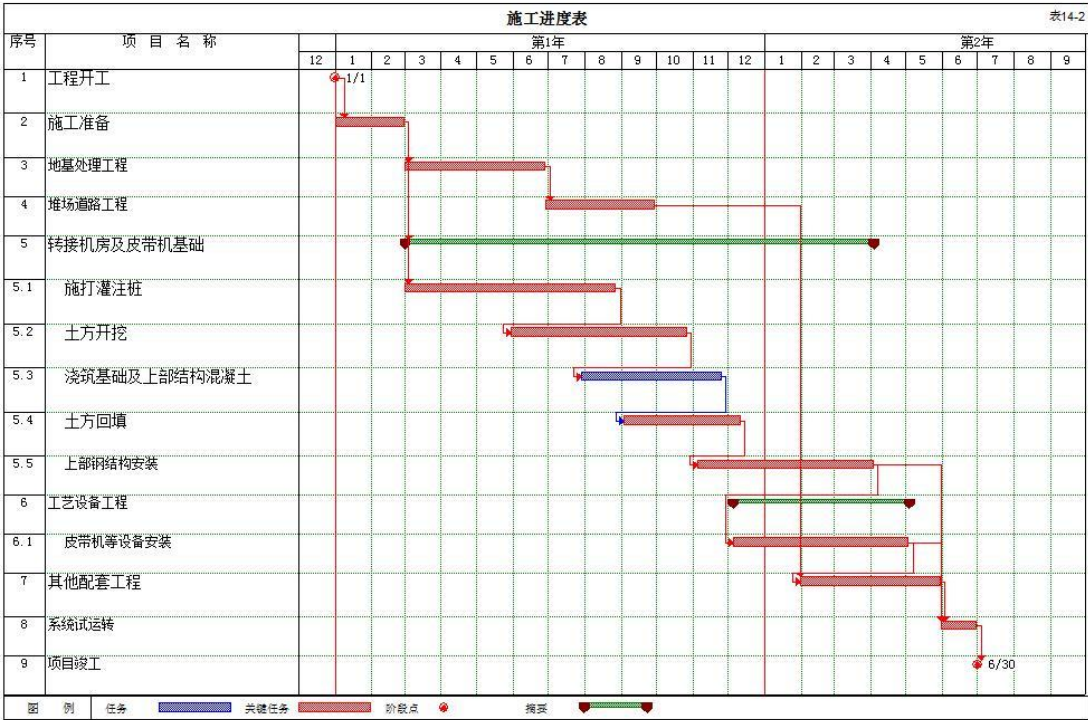 施工进度表
表14-2
序号 项 目 名 称 第1年 第2年
12 1 2 3 4 5 6 7 8 9 10 11 12 1 2 3 4 5 6 7 8 9
1 工程开工 1/1
2 施工准备
3 地基处理工程
4 堆场道路工程
5 转接机房及皮带机基础
5.1 施打灌注桩
5.2 土方开挖
5.3 浇筑基础及上部结构混凝土
5.4 土方回填
5.5 上部钢结构安装
6 工艺设备工程
6.1 皮带机等设备安装
7 其他配套工程
8 系统试运转
9 项目竣工 6/30
图 例 任务 关键任务 阶段点 摘要